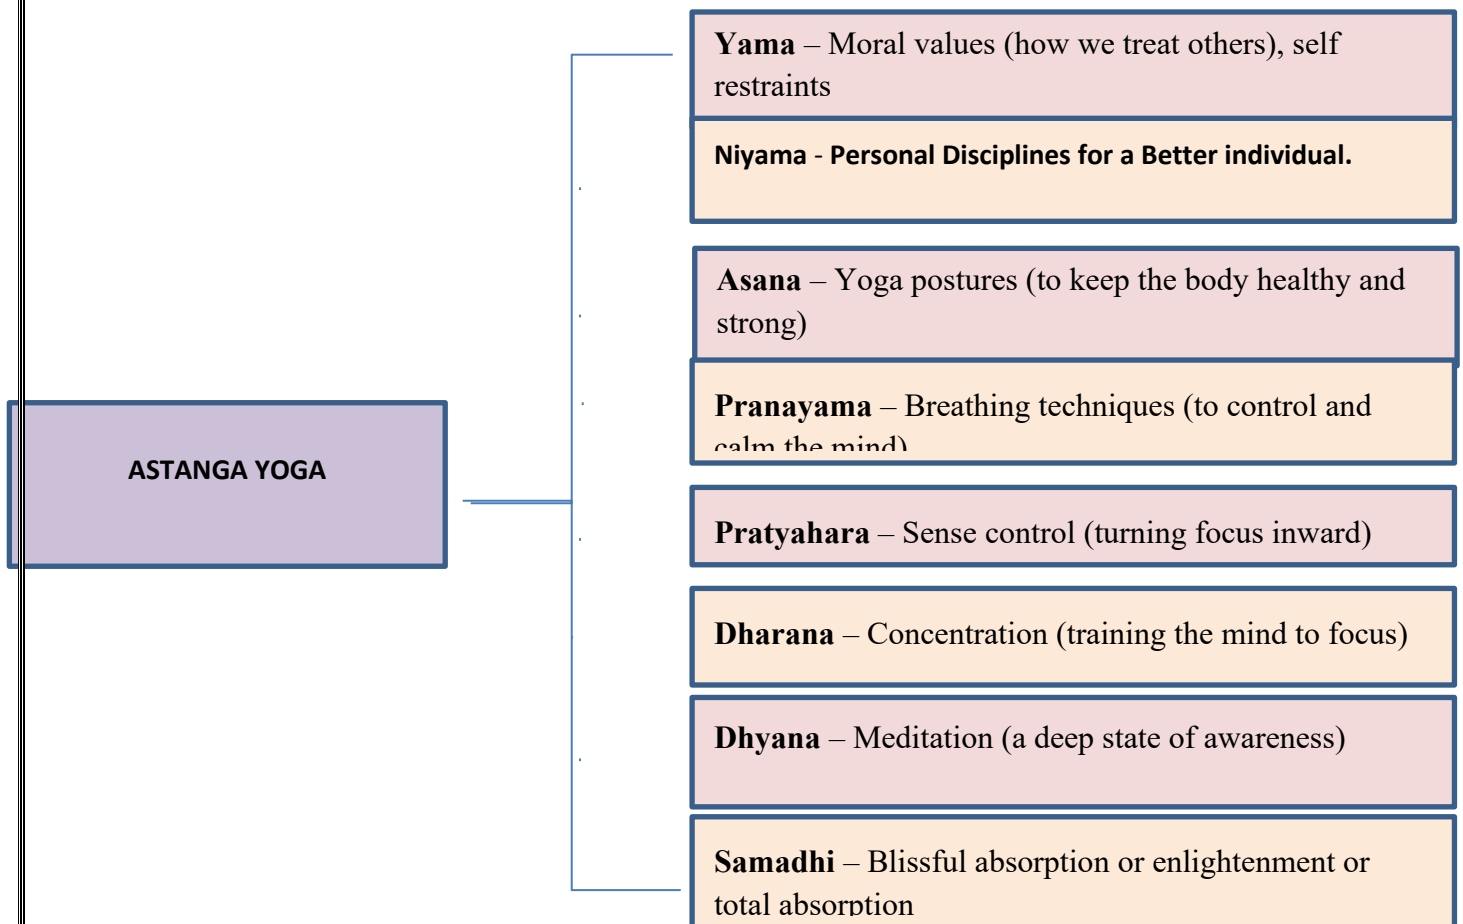 Yama – Moral values (how we treat others), self
restraints
Niyama - Personal Disciplines for a Better individual.
Asana – Yoga postures (to keep the body healthy and
strong)
Pranayama – Breathing techniques (to control and
calm the mind)
ASTANGA YOGA
Pratyahara – Sense control (turning focus inward)
Dharana – Concentration (training the mind to focus)
Dhyana – Meditation (a deep state of awareness)
Samadhi – Blissful absorption or enlightenment or
total absorption